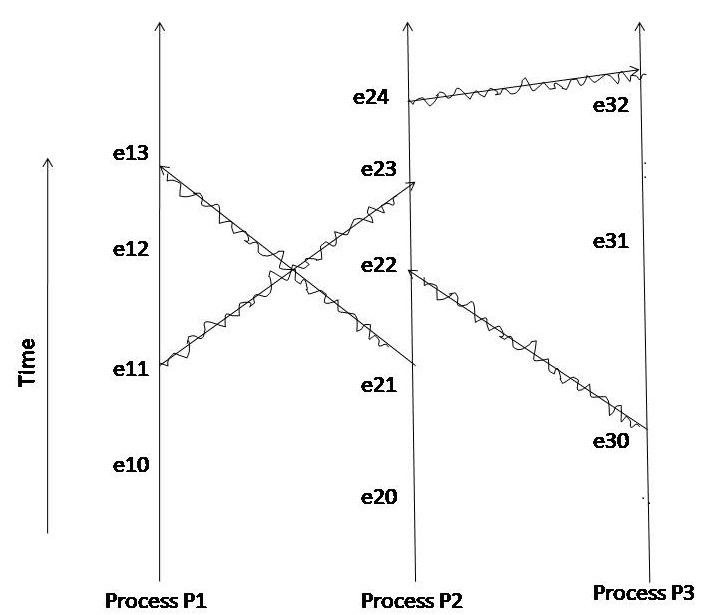 e24
e32
e13
e23
e12
e31
e22
e11
e21
Time
e30
e10
e20
Process P1
Process P2
Process P3